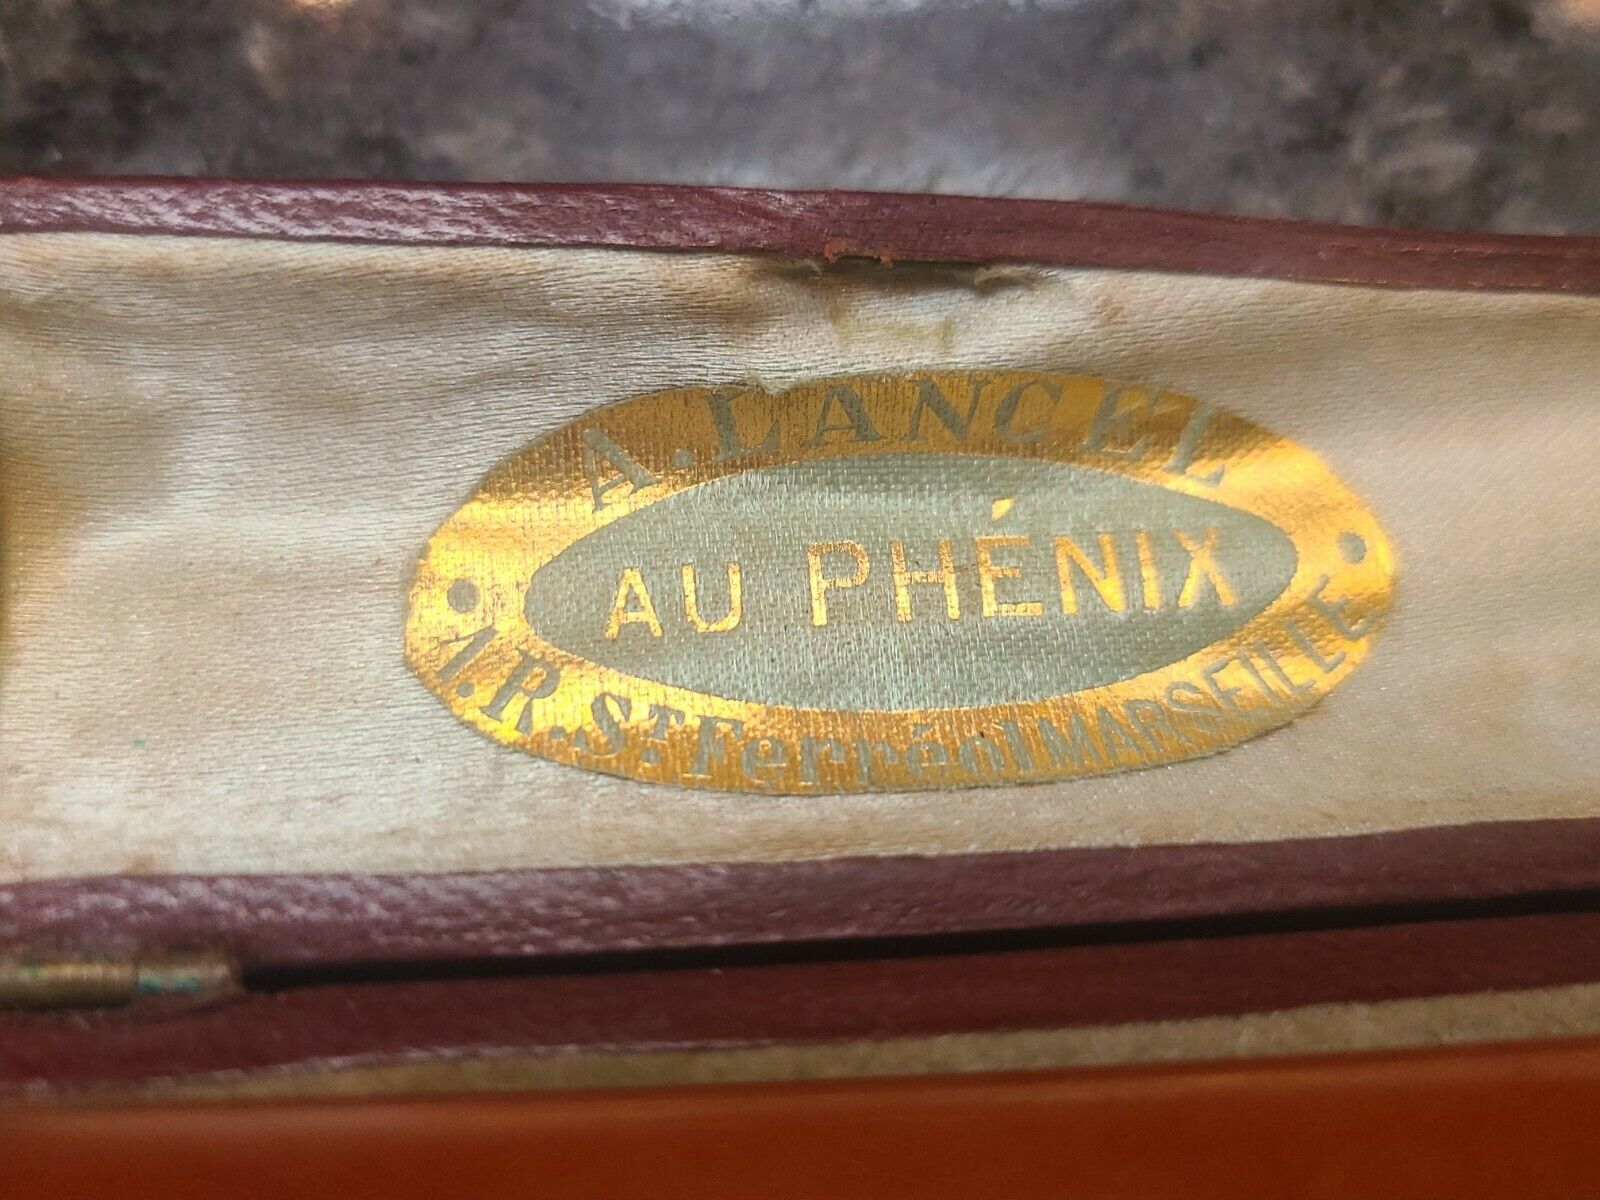 A. LANCEL
AU PHÉNIX
1. R. St. Ferréol MARSEILLE